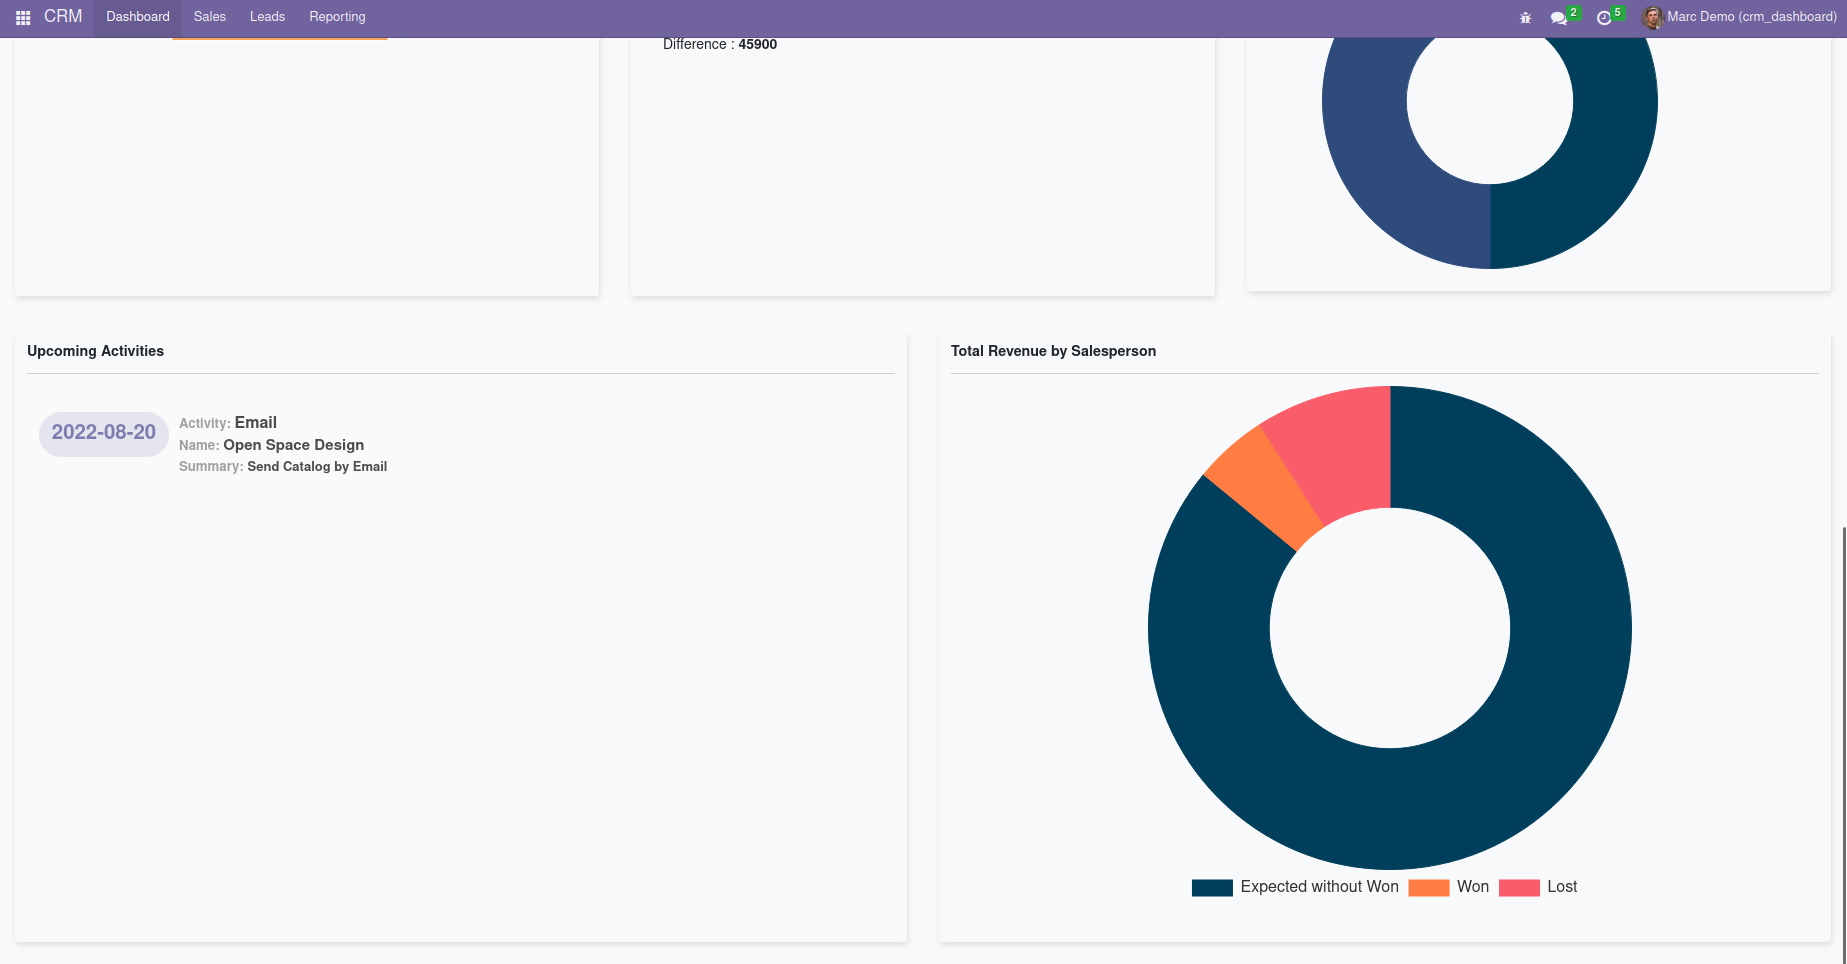 CRM Dashboard Sales Leads Reporting 2 5 Marc Demo (crm_dashboard)
Difference : 45900
Upcoming Activities
2022-08-20
Activity: Email
Name: Open Space Design
Summary: Send Catalog by Email
Total Revenue by Salesperson
Expected without Won Won Lost